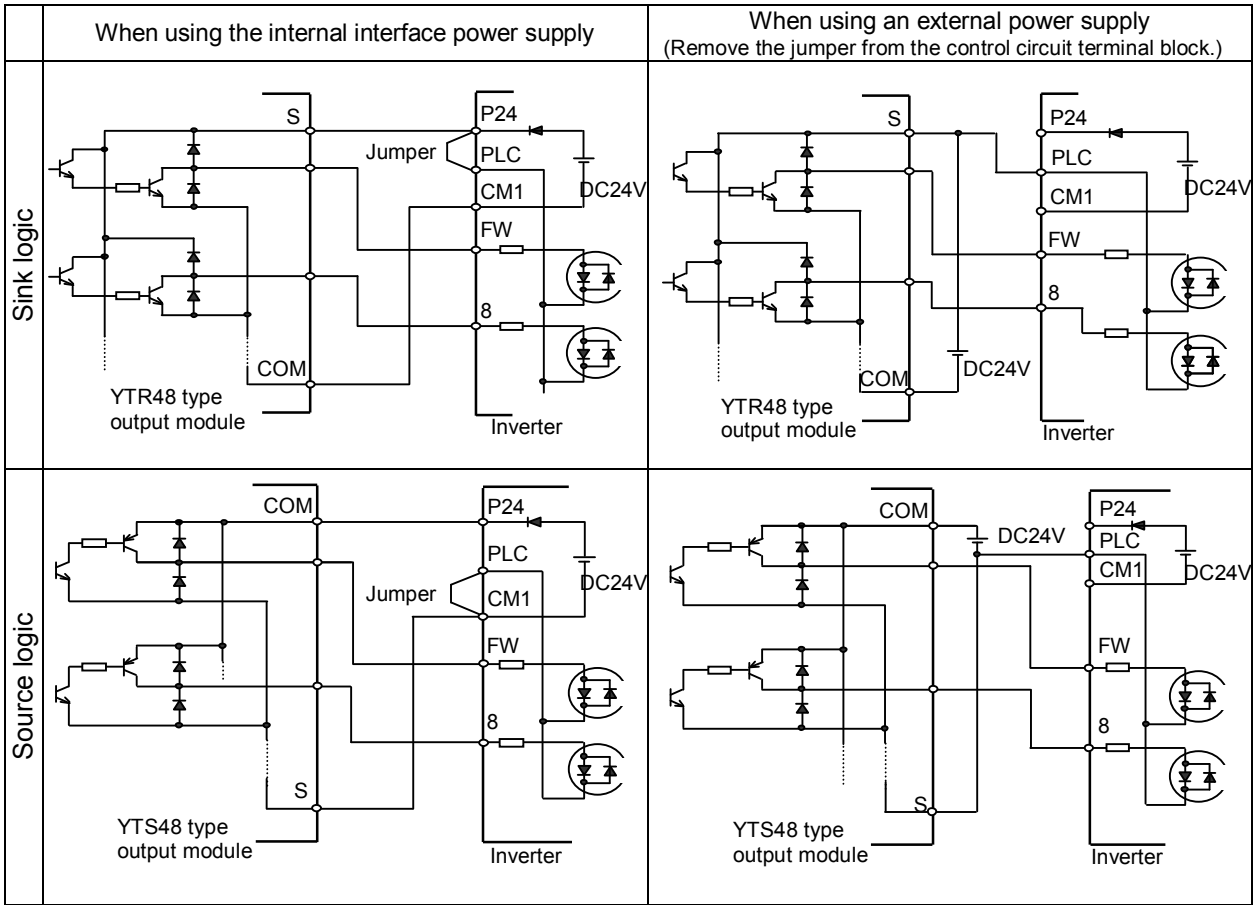 When using the internal interface power supply
When using an external power supply
(Remove the jumper from the control circuit terminal block.)
Sink logic
S
P24
Jumper
PLC
DC24V
CM1
FW
8
COM
YTR48 type
output module
Inverter
S
P24
PLC
DC24V
CM1
FW
8
DC24V
COM
YTR48 type
output module
Inverter
Source logic
COM
P24
PLC
DC24V
Jumper
CM1
FW
8
S
YTS48 type
output module
Inverter
COM
P24
DC24V
PLC
CM1
DC24V
FW
8
S
YTS48 type
output module
Inverter